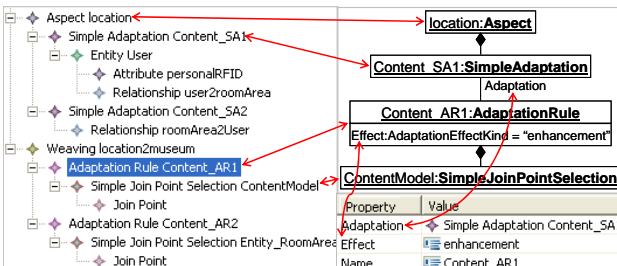 Aspect location
Simple Adaptation Content_SA1
Entity User
Attribute personalRFID
Relationship user2roomArea
Simple Adaptation Content_SA2
Relationship roomArea2User
Weaving location2museum
Adaptation Rule Content_AR1
Simple Join Point Selection ContentModel
Join Point
Adaptation Rule Content_AR2
Simple Join Point Selection Entity_RoomArea
Join Point
location:Aspect
Content_SA1:SimpleAdaptation
Adaptation
Content_AR1:AdaptationRule
Effect:AdaptationEffectKind = "enhancement"
ContentModel:SimpleJoinPointSelection
Property Value
Adaptation Simple Adaptation Content_SA
Effect enhancement
Name Content_AR1